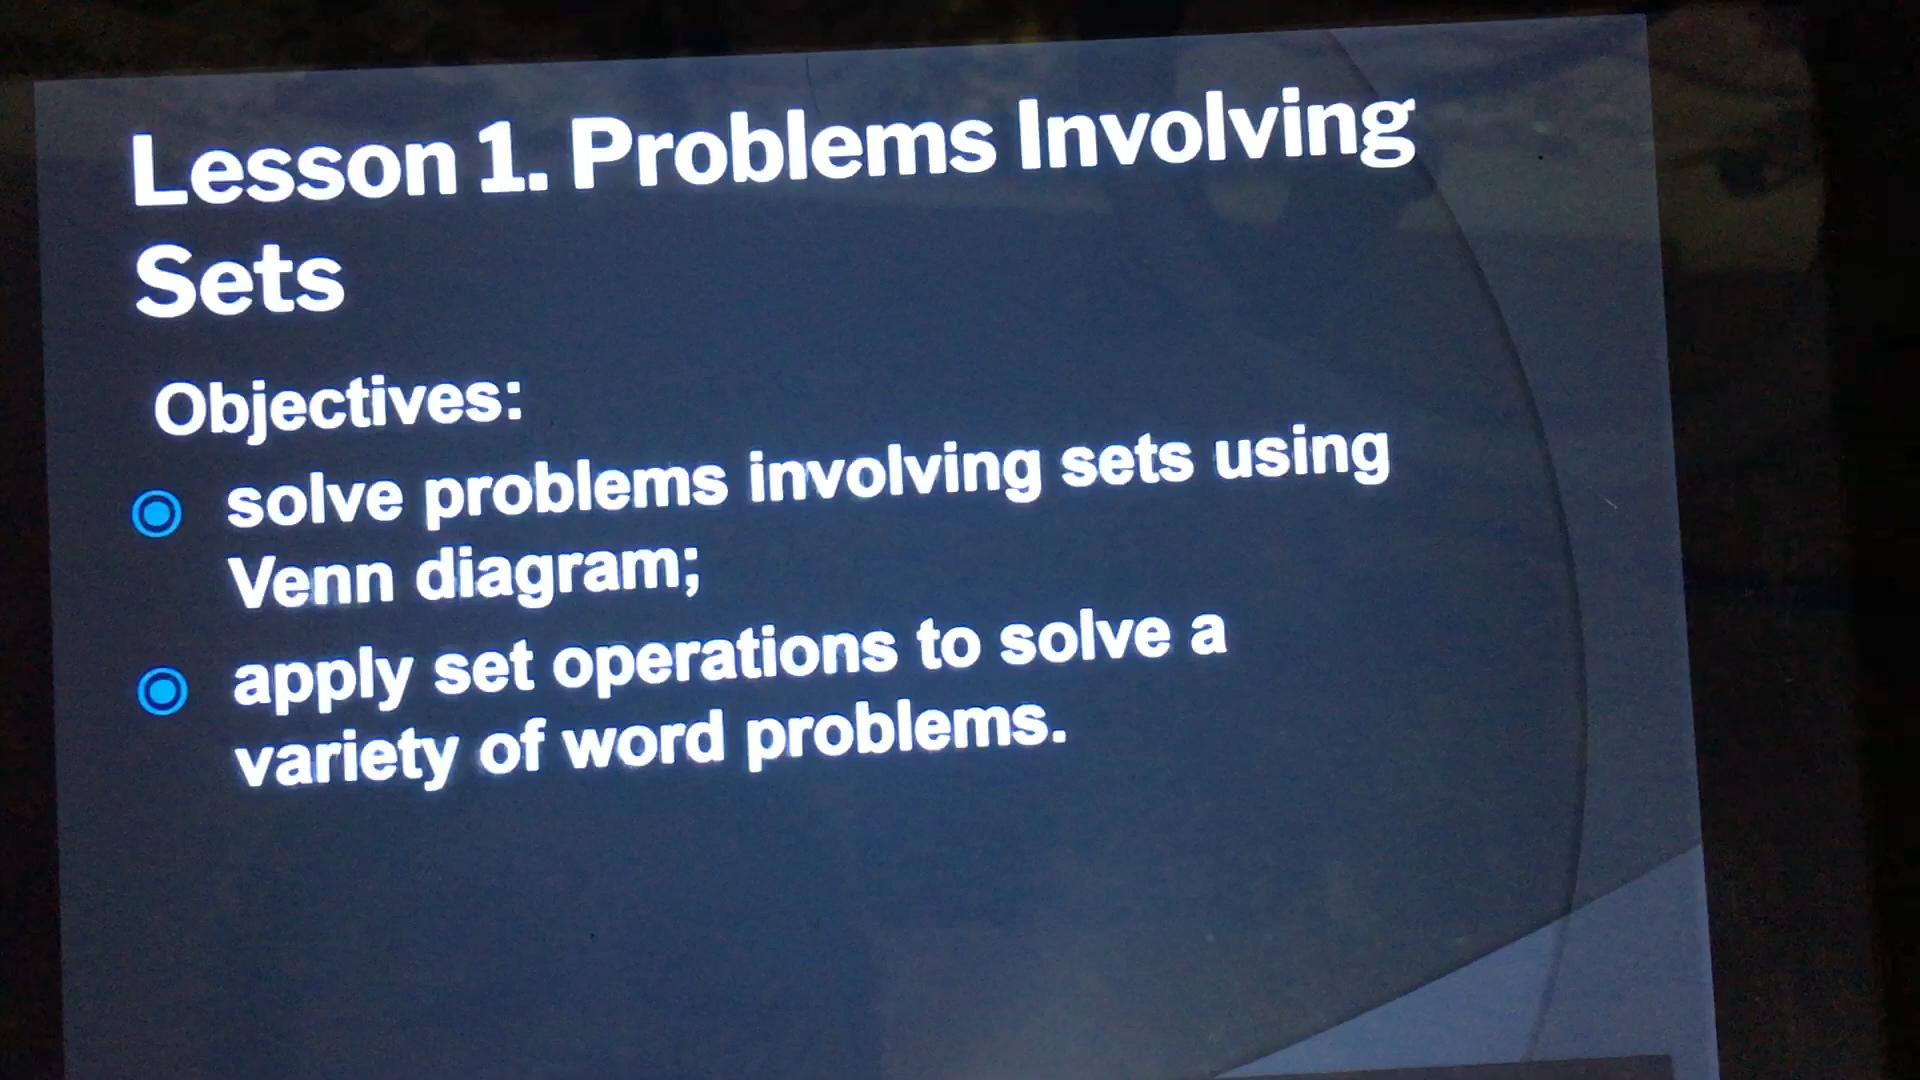 Lesson 1. Problems Involving
Sets
Objectives:
solve problems involving sets using
Venn diagram;
apply set operations to solve a
variety of word problems.